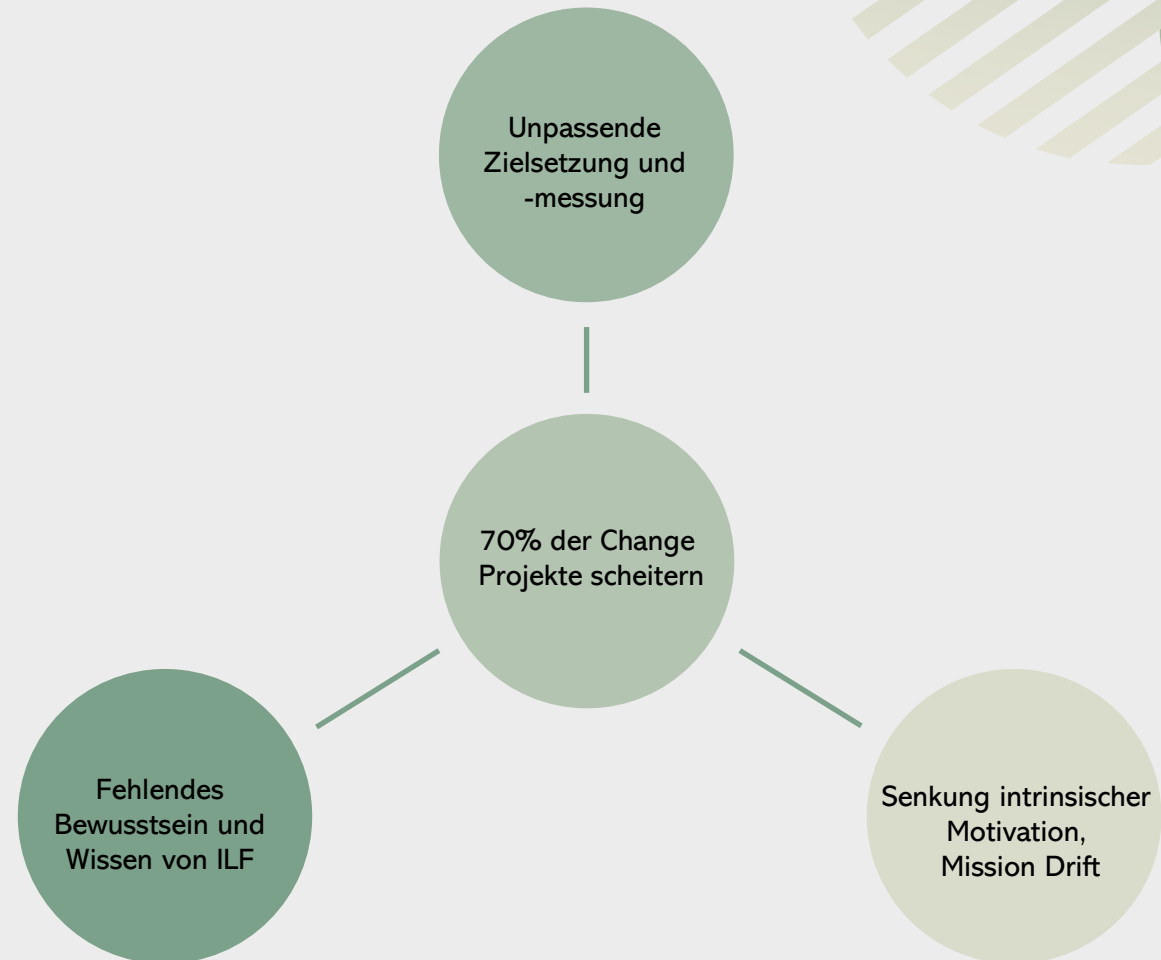 Unpassende
Zielsetzung und
-messung
70% der Change
Projekte scheitern
Fehlendes
Bewusstsein und
Wissen von ILF
Senkung intrinsischer
Motivation,
Mission Drift